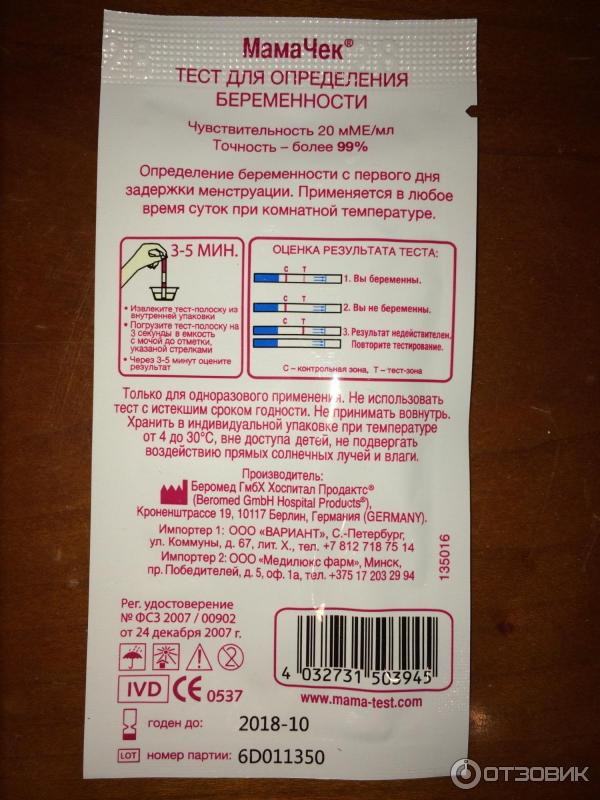 МамаЧек®
ТЕСТ ДЛЯ ОПРЕДЕЛЕНИЯ
БЕРЕМЕННОСТИ
Чувствительность 20 мМЕ/мл
Точность – более 99%
Определение беременности с первого дня
задержки менструации. Применяется в любое
время суток при комнатной температуре.
3-5 МИН.
• Извлеките тест-полоску из
внутренней упаковки
• Погрузите тест-полоску на
3 секунды в емкость
с мочой до отметки,
указанной стрелками
• Через 3-5 минут оцените
результат
ОЦЕНКА РЕЗУЛЬТАТА ТЕСТА:
С Т
1. Вы беременны.
С Т
2. Вы не беременны.
С Т
3. Результат недействителен.
Повторите тестирование.
С – контрольная зона, Т – тест-зона
Только для одноразового применения. Не использовать
тест с истекшим сроком годности. Не принимать вовнутрь.
Хранить в индивидуальной упаковке при температуре
от 4 до 30°С, вне доступа детей, не подвергать
воздействию прямых солнечных лучей и влаги.
Производитель:
Беромед ГмбХ Хоспитал Продактс®
(Beromed GmbH Hospital Products®),
Кроненштрассе 19, 10117 Берлин, Германия (GERMANY).
Импортер 1: ООО «ВАРИАНТ», С.-Петербург,
ул. Коммуны, д. 67, лит. Х., тел. +7 812 718 75 14
Импортер 2: ООО «Медилюкс фарм», Минск,
пр. Победителей, д. 5, оф. 1а, тел. +375 17 203 29 94
135016
Рег. удостоверение
№ ФСЗ 2007 / 00902
от 24 декабря 2007 г.
2
4 032731 503945
IVD CE 0537
www.mama-test.com
годен до: 2018-10
LOT номер партии: 6D011350
ОТЗОВИК